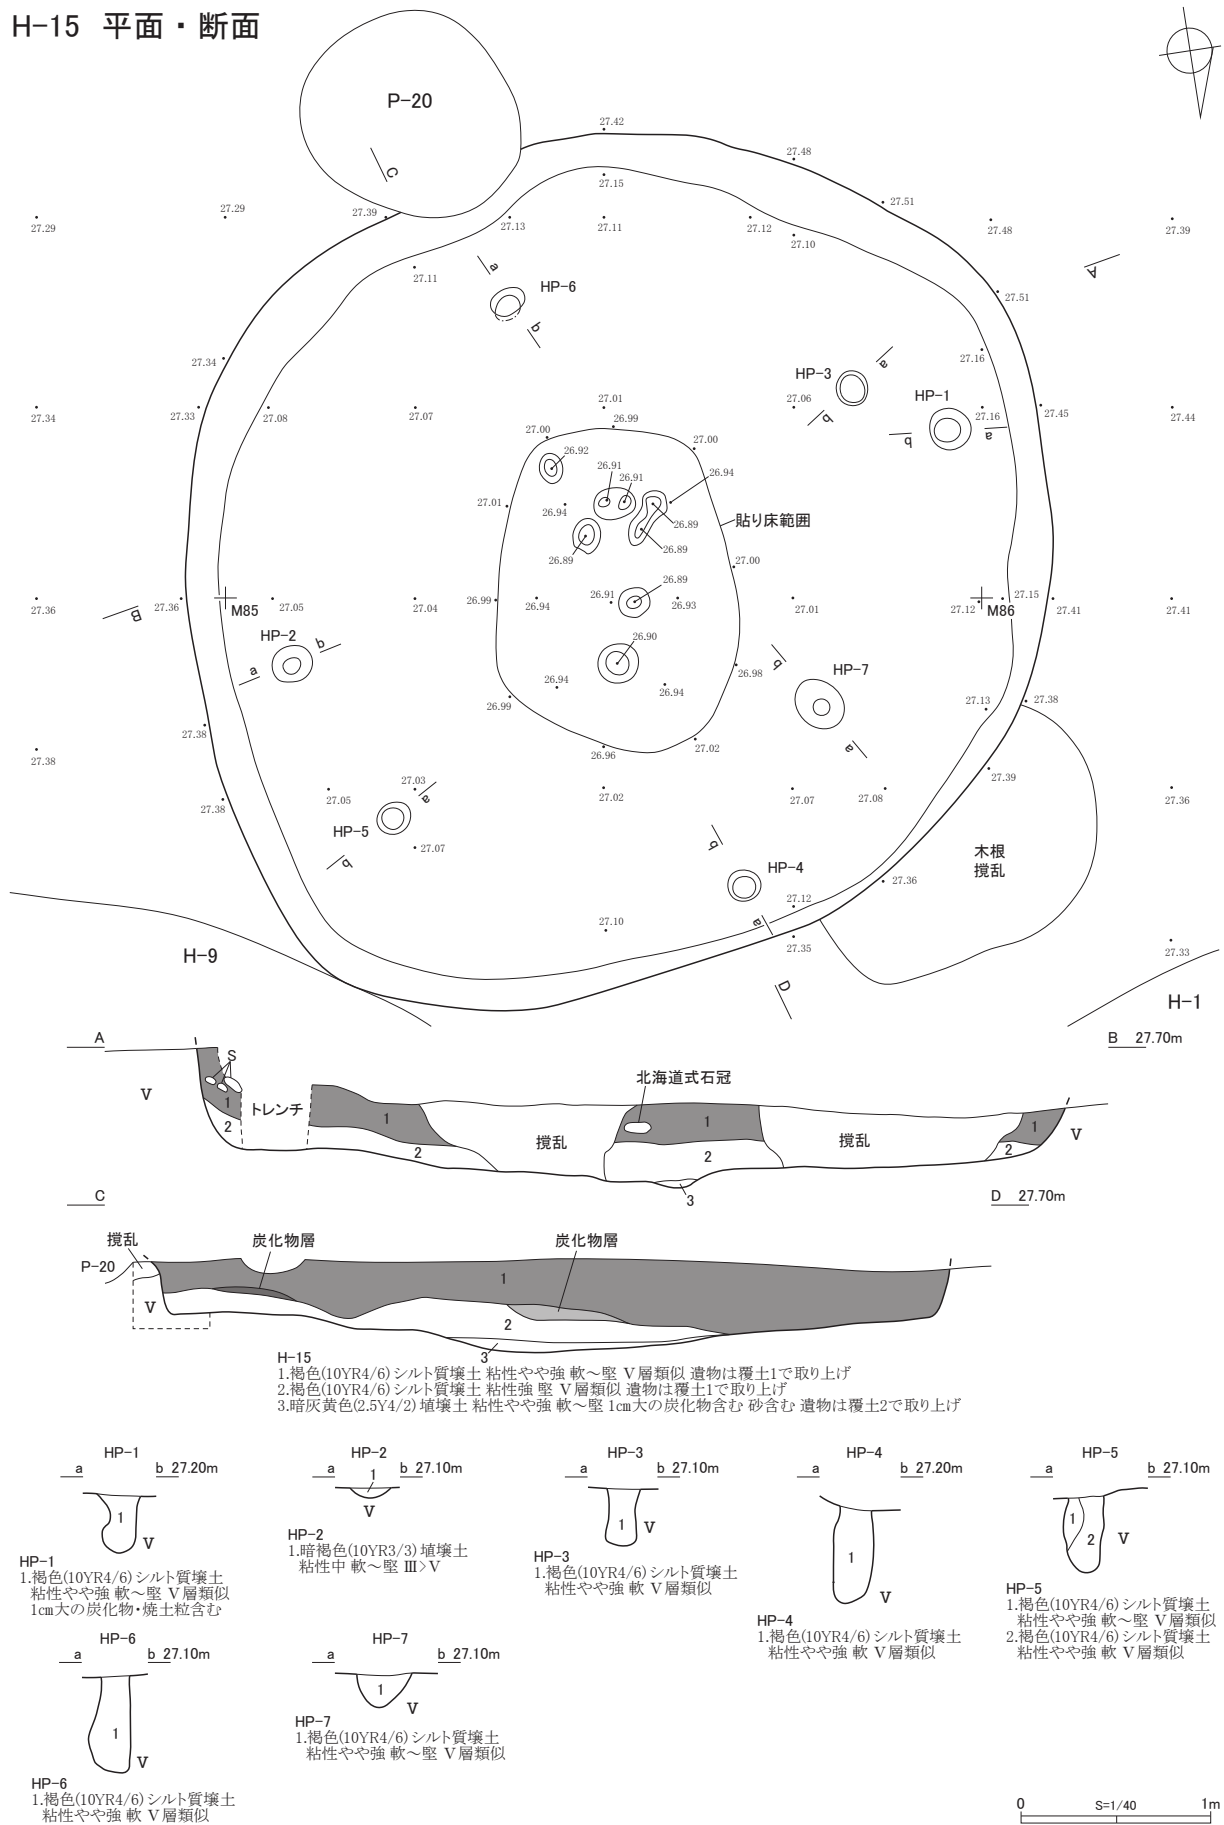 H-15 平面・断面
P-20
C
27.42
27.48
27.15
27.51
27.29
27.29
27.39
27.13
27.11
27.12
27.10
27.48
27.39
A
27.11
a
HP-6
b
27.51
27.34
27.16
HP-3
a
b
HP-1
27.34
27.33
27.08
27.07
27.01
26.99
27.06
27.16
27.45
27.44
b
a
27.00
27.00
26.92
26.91
26.91
26.94
27.01
26.94
26.89
貼り床範囲
26.89
26.89
27.00
26.89
27.36
B
27.36
M85
27.05
27.04
26.99
26.94
26.91
26.93
27.01
27.12
27.15
M86
27.41
27.41
HP-2
b
a
26.90
26.98
b
HP-7
26.94
26.94
26.99
27.13
27.38
27.38
27.38
26.96
27.02
a
27.39
27.03
a
27.05
27.38
27.02
27.07
27.08
27.36
HP-5
27.07
b
b
HP-4
木根
攪乱
27.36
27.12
a
27.10
27.35
27.33
H-9
D
H-1
A
B 27.70m
S
V
1
2
トレンチ
1
2
攪乱
北海道式石冠
1
2
3
攪乱
1
2
V
C
D 27.70m
攪乱
炭化物層
炭化物層
P-20
V
1
2
3
H-15
1.褐色(10YR4/6)シルト質壌土 粘性やや強 軟〜堅 V層類似 遺物は覆土1で取り上げ
2.褐色(10YR4/6)シルト質壌土 粘性強 堅 V層類似 遺物は覆土1で取り上げ
3.暗灰黄色(2.5Y4/2)埴壌土 粘性やや強 軟〜堅 1cm大の炭化物含む 砂含む 遺物は覆土2で取り上げ
HP-1
a
b 27.20m
1
V
HP-1
1.褐色(10YR4/6)シルト質壌土
粘性やや強 軟〜堅 V層類似
1cm大の炭化物・焼土粒含む
HP-2
a
b 27.10m
1
V
HP-2
1.暗褐色(10YR3/3)埴壌土
粘性中 軟〜堅 Ⅲ>V
HP-3
a
b 27.10m
1
V
HP-3
1.褐色(10YR4/6)シルト質壌土
粘性やや強 軟 V層類似
HP-4
a
b 27.20m
1
V
HP-4
1.褐色(10YR4/6)シルト質壌土
粘性やや強 軟 V層類似
HP-5
a
b 27.10m
1
2
V
HP-5
1.褐色(10YR4/6)シルト質壌土
粘性やや強 軟〜堅 V層類似
2.褐色(10YR4/6)シルト質壌土
粘性やや強 軟 V層類似
HP-6
a
b 27.10m
1
V
HP-6
1.褐色(10YR4/6)シルト質壌土
粘性やや強 軟 V層類似
HP-7
a
b 27.10m
1
V
HP-7
1.褐色(10YR4/6)シルト質壌土
粘性やや強 軟〜堅 V層類似
0
S=1/40
1m